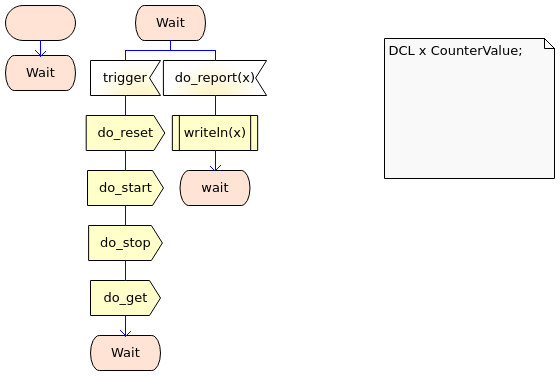 Wait
Wait
trigger
do_report(x)
do_reset
writeln(x)
do_start
wait
do_stop
do_get
Wait
DCL x CounterValue;